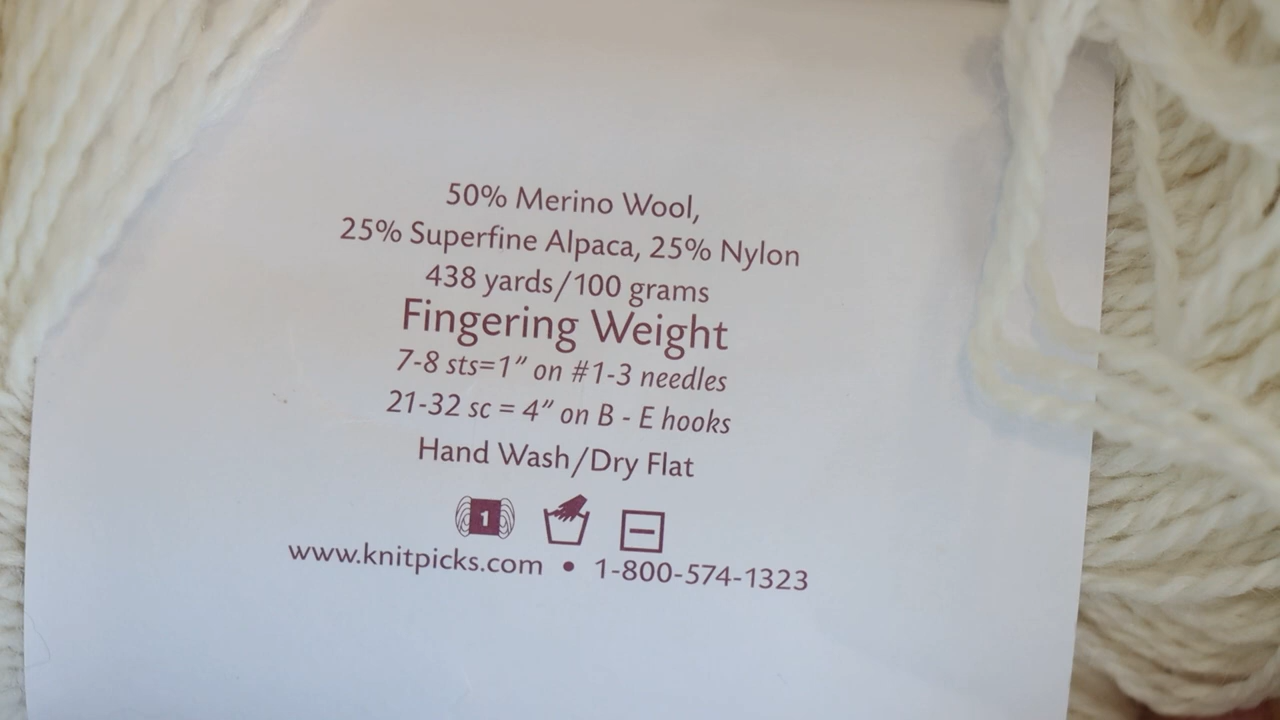 50% Merino Wool,
25% Superfine Alpaca, 25% Nylon
438 yards/100 grams
Fingering Weight
7-8 sts=1” on #1-3 needles
21-32 sc = 4” on B - E hooks
Hand Wash/Dry Flat
1
www.knitpicks.com • 1-800-574-1323